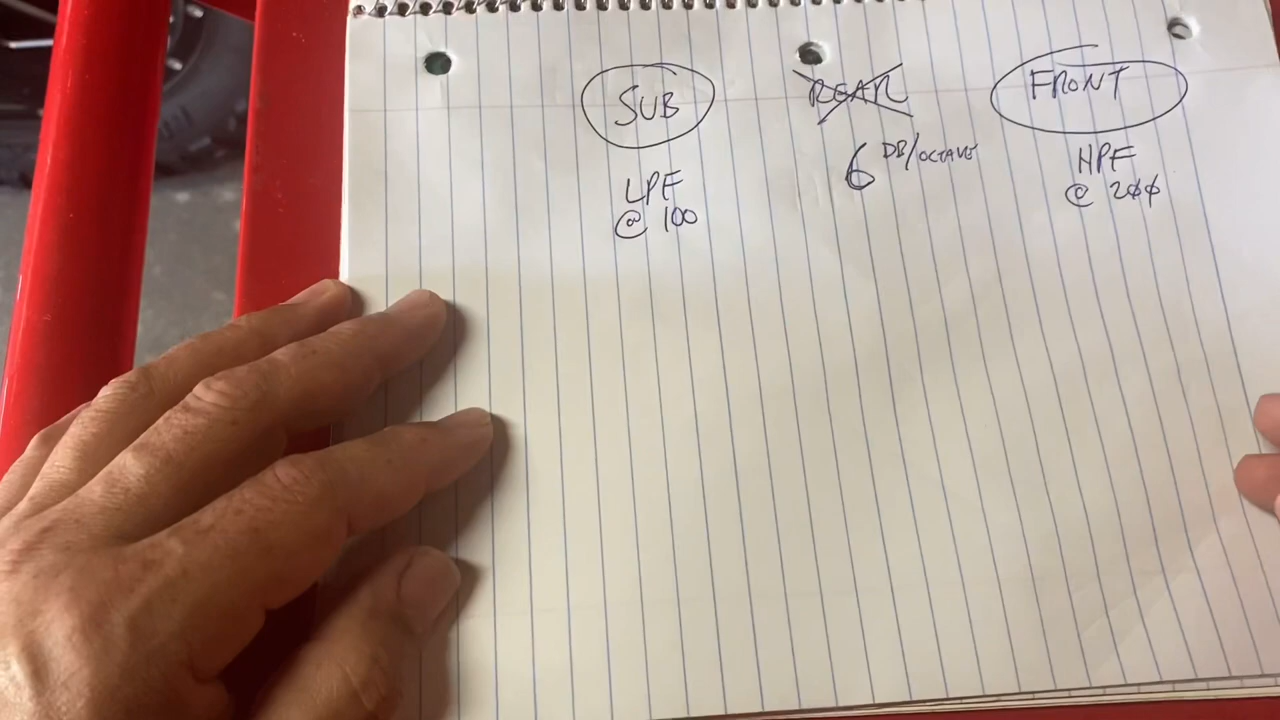 SUB
LPF
@ 100
REAR
6 DB/OCTAVE
FRONT
HPF
@ 200